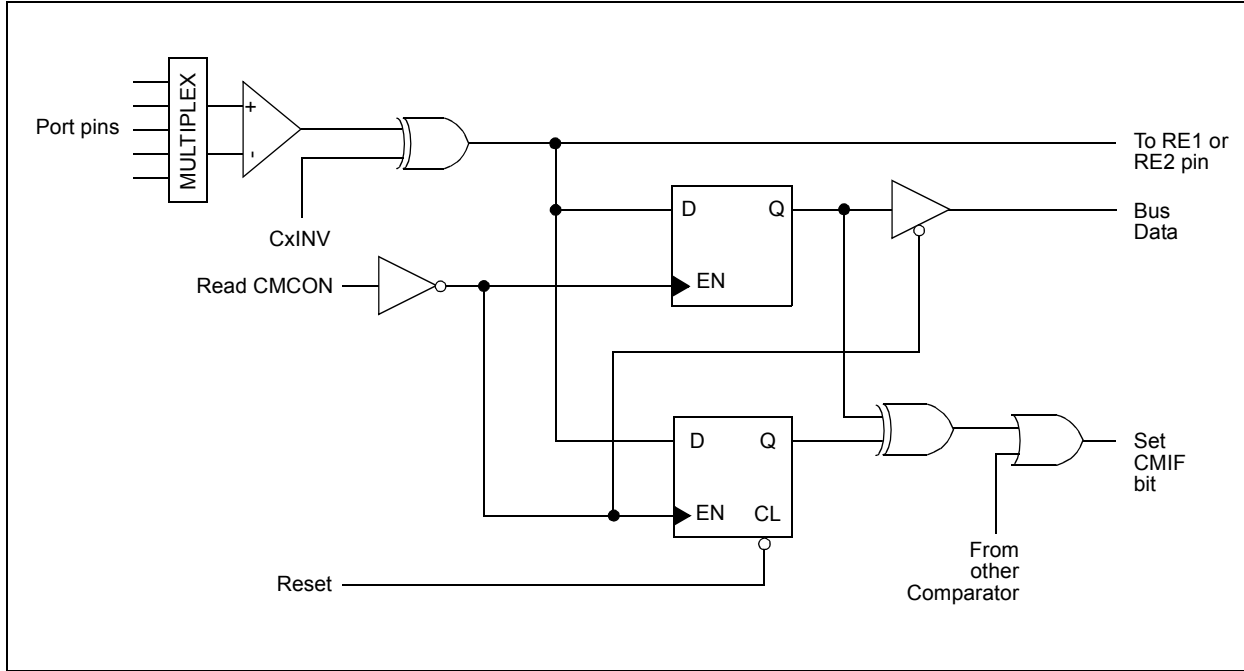 MULTIPLEX
Port pins
+
-
CxINV
To RE1 or
RE2 pin
D
Q
EN
Bus
Data
Read CMCON
D
Q
EN
CL
Set
CMIF
bit
From
other
Comparator
Reset